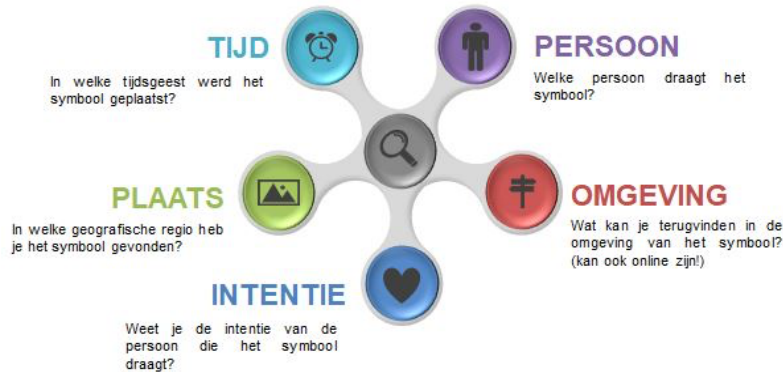 TIJD
In welke tijdsgeest werd het
symbool geplaatst?
PERSOON
Welke persoon draagt het
symbool?
PLAATS
In welke geografische regio heb
je het symbool gevonden?
OMGEVING
Wat kan je terugvinden in de
omgeving van het symbool?
(kan ook online zijn!)
INTENTIE
Weet je de intentie van de
persoon die het symbool
draagt?